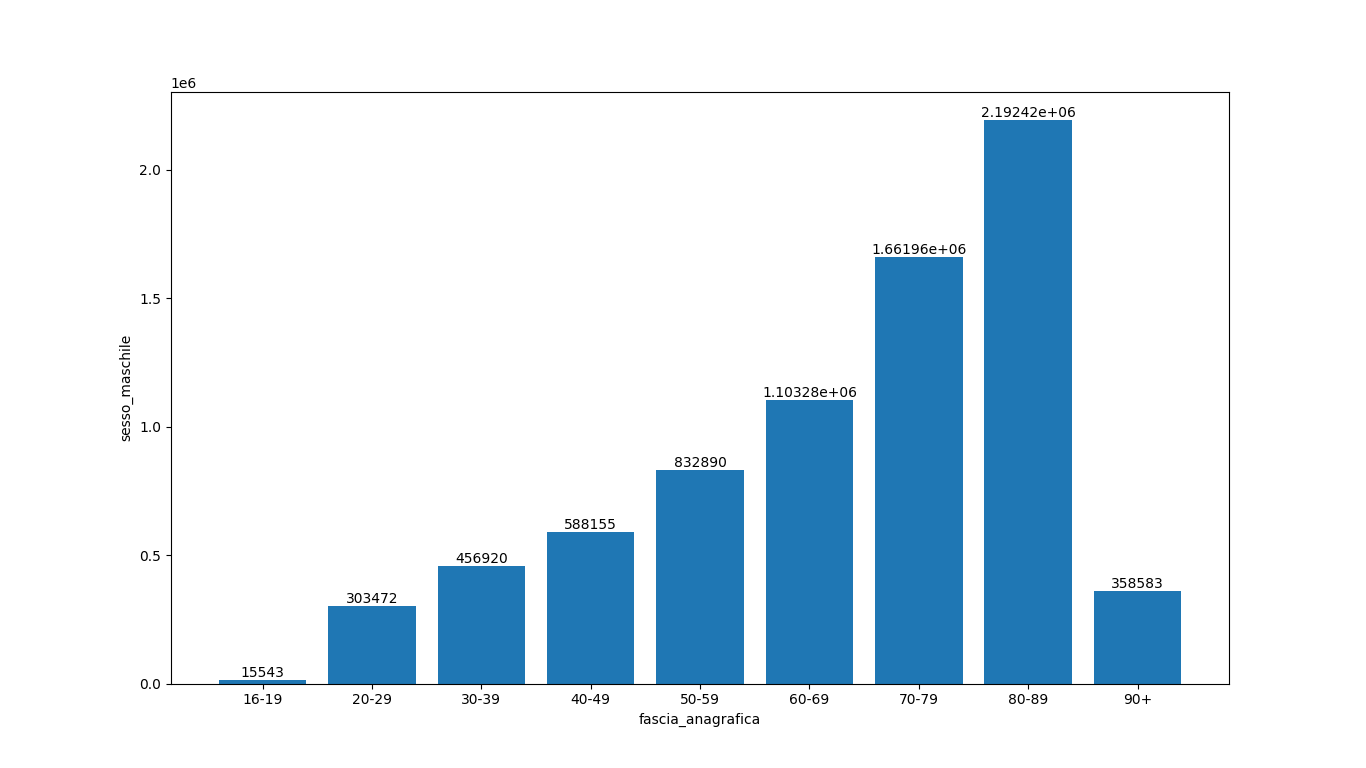 1e6
2.19242e+06
2.0
1.66196e+06
1.5
1.10328e+06
1.0
832890
588155
0.5
456920
358583
303472
15543
0.0
sesso_maschile
16-19 20-29 30-39 40-49 50-59 60-69 70-79 80-89 90+
fascia_anagrafica